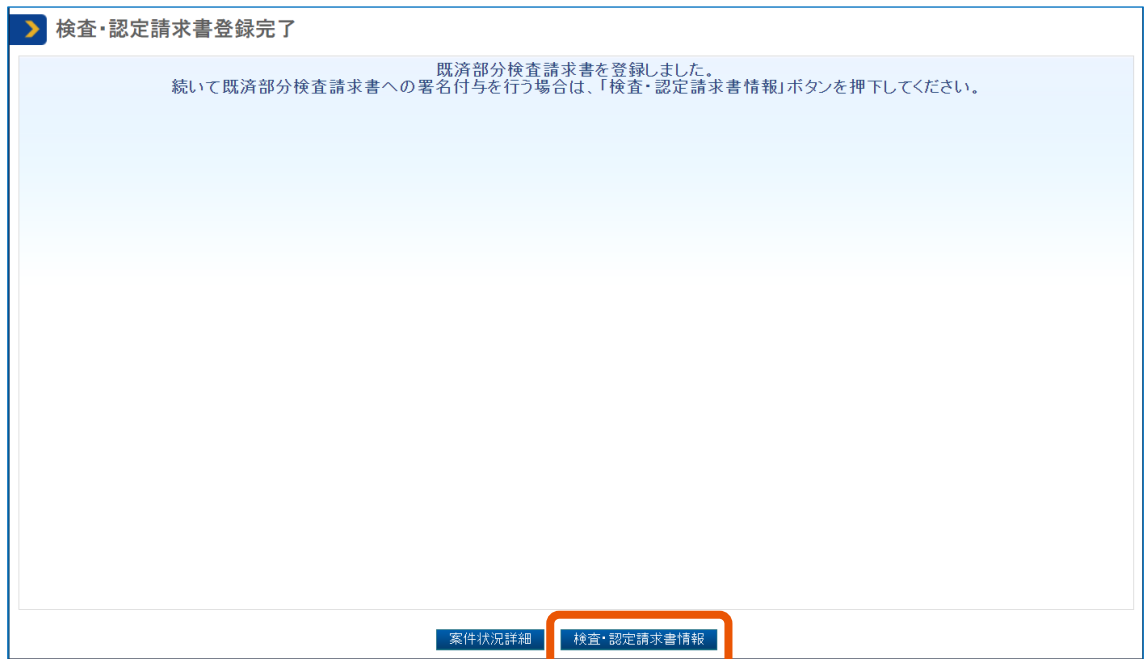 検査・認定請求書登録完了
既済部分検査請求書を登録しました。
続いて既済部分検査請求書への署名付与を行う場合は、「検査・認定請求書情報」ボタンを押下してください。
案件状況詳細 検査・認定請求書情報